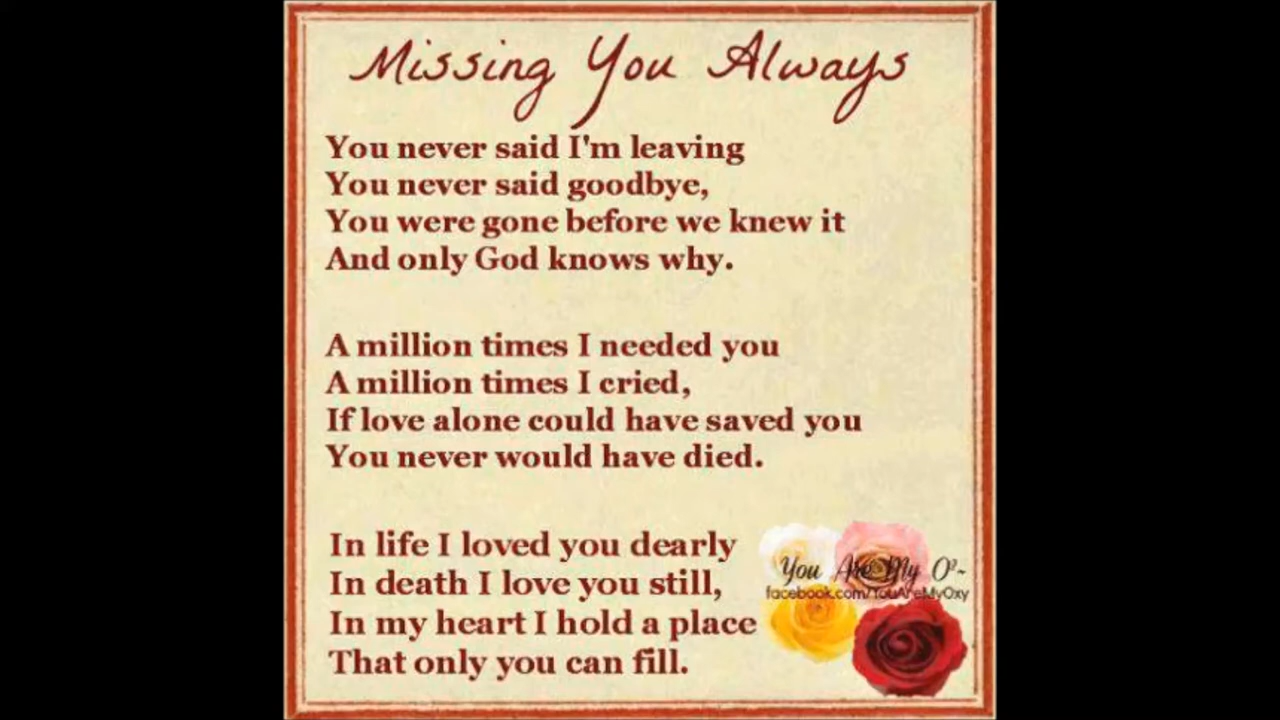 Missing You Always
You never said I'm leaving
You never said goodbye,
You were gone before we knew it
And only God knows why.
A million times I needed you
A million times I cried,
If love alone could have saved you
You never would have died.
In life I loved you dearly
In death I love you still,
In my heart I hold a place
That only you can fill.
You Are My O²~
facebook.com/YouAreMyOxy